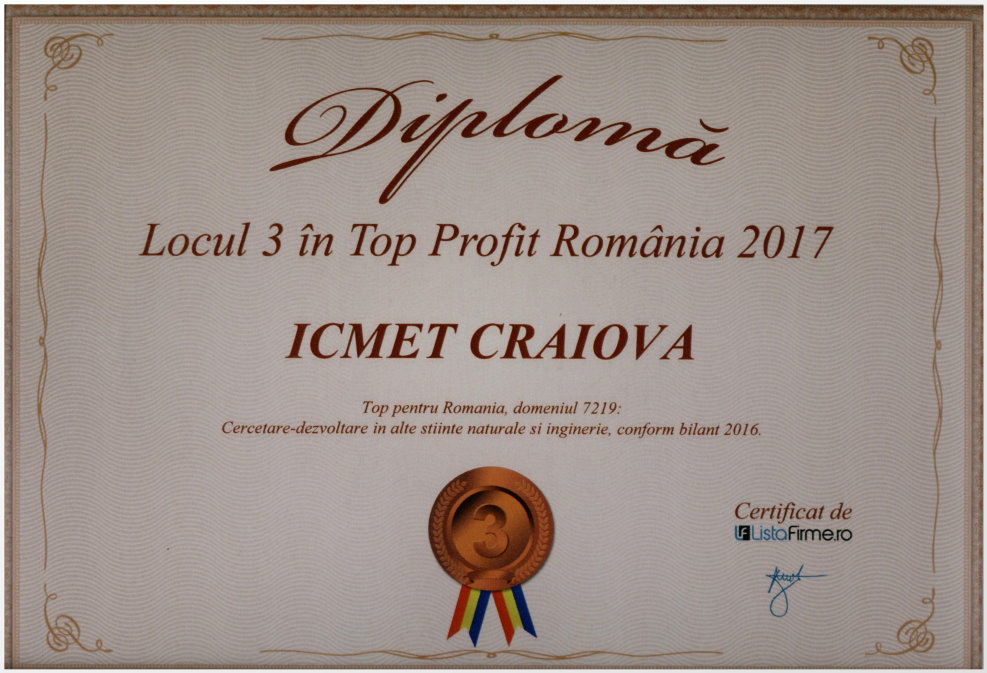 Diplomă
Locul 3 în Top Profit România 2017
ICMET CRAIOVA
Top pentru Romania, domeniul 7219:
Cercetare-dezvoltare in alte stiinte naturale si inginerie, conform bilant 2016.
3
Certificat de
LF ListaFirme.ro